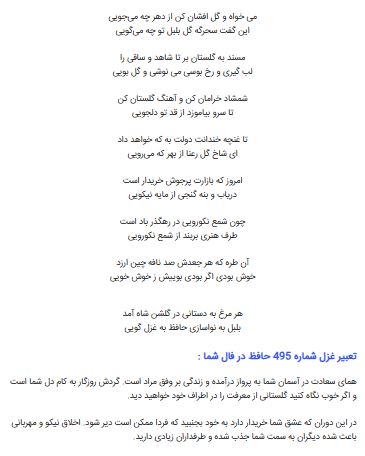 می خواه و گل افشان کن از دهر چه می‌جویی
این گفت سحرگه گل بلبل تو چه می‌گویی
مسند به گلستان بر تا شاهد و ساقی را
لب گیری و رخ بوسی می نوشی و گل بویی
شمشاد خرامان کن و آهنگ گلستان کن
تا سرو بیاموزد از قد تو دلجویی
تا غنچه خندانت دولت به که خواهد داد
ای شاخ گل رعنا از بهر که می‌رویی
امروز که بازارت پرجوش خریدار است
دریاب و بنه گنجی از مایه نیکویی
چون شمع نکورویی در رهگذر باد است
طرف هنری بربند از شمع نکورویی
آن طره که هر جعدش صد نافه چین ارزد
خوش بودی اگر بودی بوییش ز خوش خویی
هر مرغ به دستانی در گلشن شاه آمد
بلبل به نواسازی حافظ به غزل گویی
تعبیر غزل شماره 495 حافظ در فال شما :
همای سعادت در آسمان شما به پرواز درآمده و زندگی بر وفق مراد است. گردش روزگار به کام دل شما است
و اگر خوب نگاه کنید گلستانی از معرفت را در اطراف خود خواهید دید.
در این دوران که عشق شما خریدار دارد به خود بجنبید که فردا ممکن است دیر شود. اخلاق نیکو و مهربانی
باعث شده دیگران به سمت شما جذب شده و طرفداران زیادی دارید.